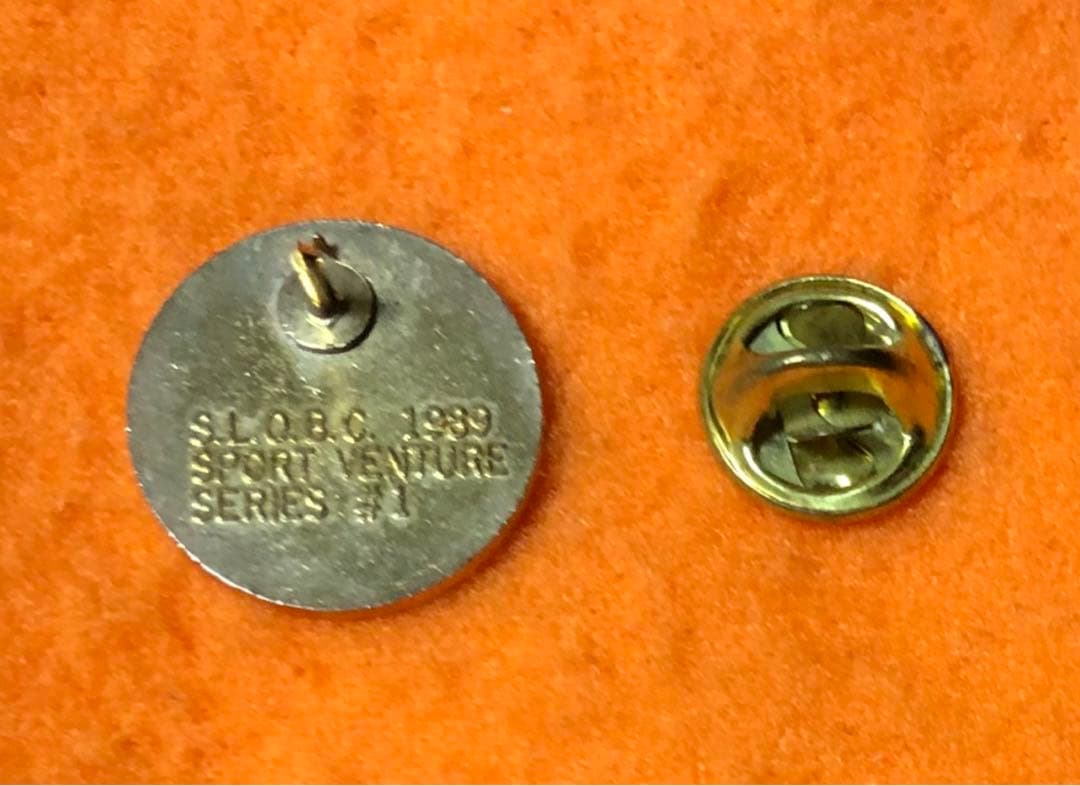 S.L.O.B.C. 1989
SPORT VENTURE
SERIES #1